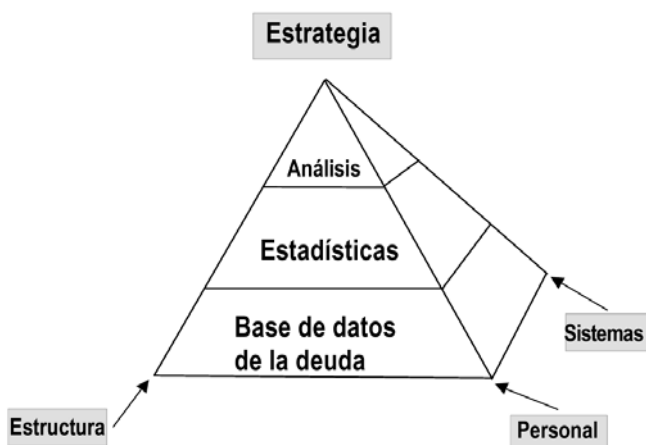 Estrategia
Análisis
Estadísticas
Base de datos
de la deuda
Sistemas
Estructura
Personal